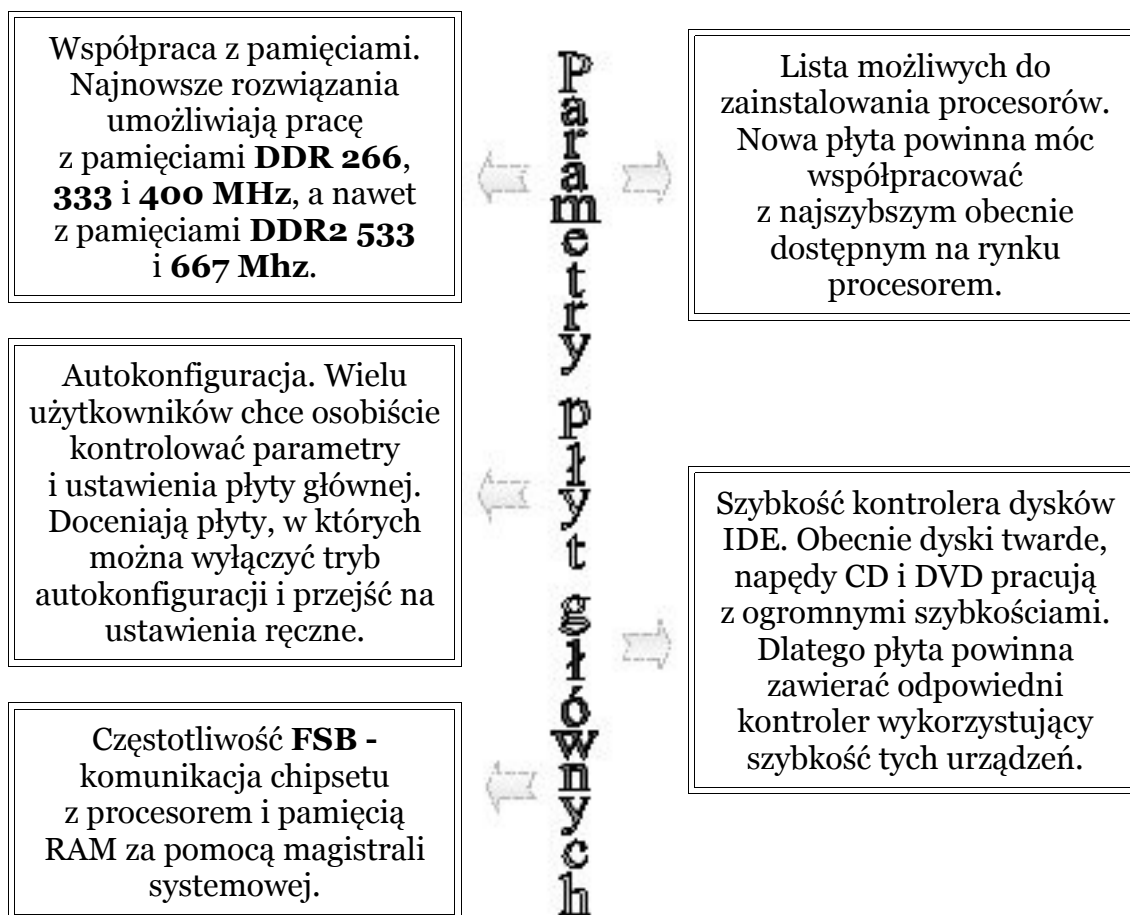 Współpraca z pamięciami.
Najnowsze rozwiązania
umożliwiają pracę
z pamięciami DDR 266,
333 i 400 MHz, a nawet
z pamięciami DDR2 533
i 667 Mhz.
Autokonfiguracja. Wielu
użytkowników chce osobiście
kontrolować parametry
i ustawienia płyty głównej.
Doceniają płyty, w których
można wyłączyć tryb
autokonfiguracji i przejść na
ustawienia ręczne.
Częstotliwość FSB -
komunikacja chipsetu
z procesorem i pamięcią
RAM za pomocą magistrali
systemowej.
Parametry płyt głównych
Lista możliwych do
zainstalowania procesorów.
Nowa płyta powinna móc
współpracować
z najszybszym obecnie
dostępnym na rynku
procesorem.
Szybkość kontrolera dysków
IDE. Obecnie dyski twarde,
napędy CD i DVD pracują
z ogromnymi szybkościami.
Dlatego płyta powinna
zawierać odpowiedni
kontroler wykorzystujący
szybkość tych urządzeń.